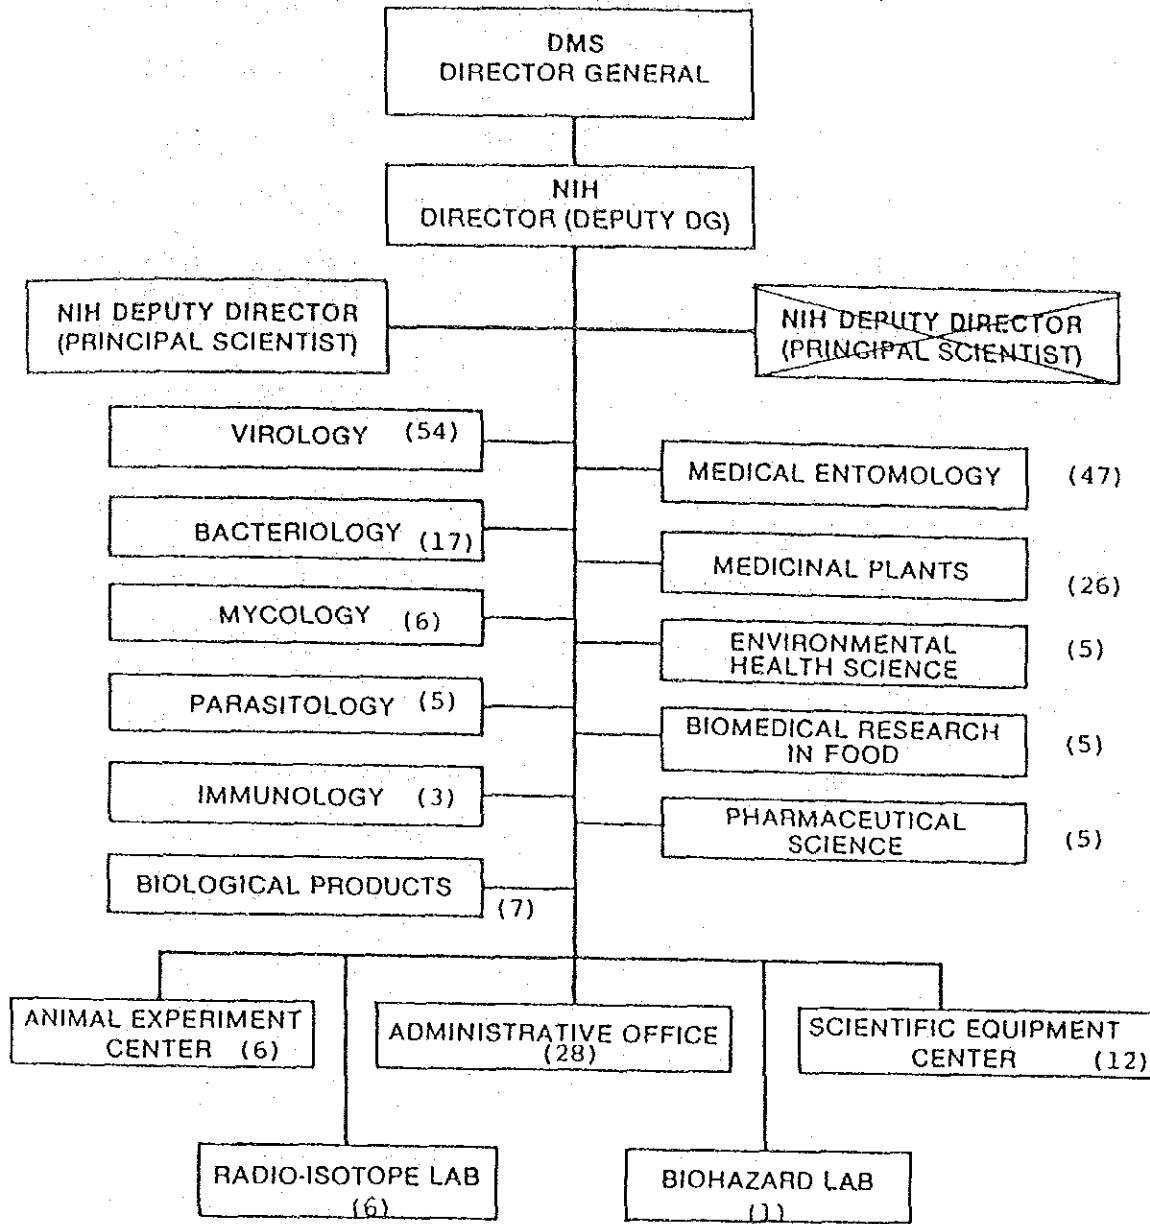 DMS
DIRECTOR GENERAL
NIH
DIRECTOR (DEPUTY DG)
NIH DEPUTY DIRECTOR
(PRINCIPAL SCIENTIST)
NIH DEPUTY DIRECTOR
(PRINCIPAL SCIENTIST)
VIROLOGY (54)
MEDICAL ENTOMOLOGY (47)
BACTERIOLOGY (17)
MEDICINAL PLANTS (26)
MYCOLOGY (6)
ENVIRONMENTAL
HEALTH SCIENCE (5)
PARASITOLOGY (5)
BIOMEDICAL RESEARCH
IN FOOD (5)
IMMUNOLOGY (3)
PHARMACEUTICAL
SCIENCE (5)
BIOLOGICAL PRODUCTS
(7)
ANIMAL EXPERIMENT
CENTER (6)
ADMINISTRATIVE OFFICE
(28)
SCIENTIFIC EQUIPMENT
CENTER (12)
RADIO-ISOTOPE LAB
(6)
BIOHAZARD LAB
(1)